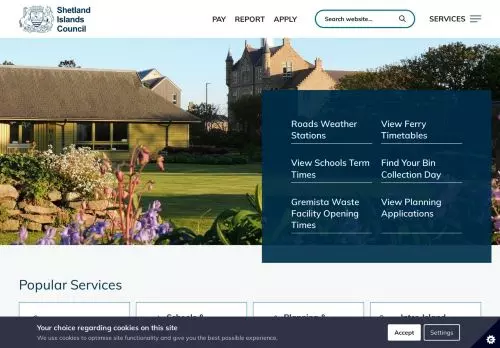 Shetland
Islands
Council
PAY REPORT APPLY
Search website...
SERVICES
Roads Weather
Stations
View Ferry
Timetables
View Schools Term
Times
Find Your Bin
Collection Day
Gremista Waste
Facility Opening
Times
View Planning
Applications
Popular Services
Schools &
Planning &
Inter-Island
Your choice regarding cookies on this site
We use cookies to optimise site functionality and give you the best possible experience.
Accept
Settings